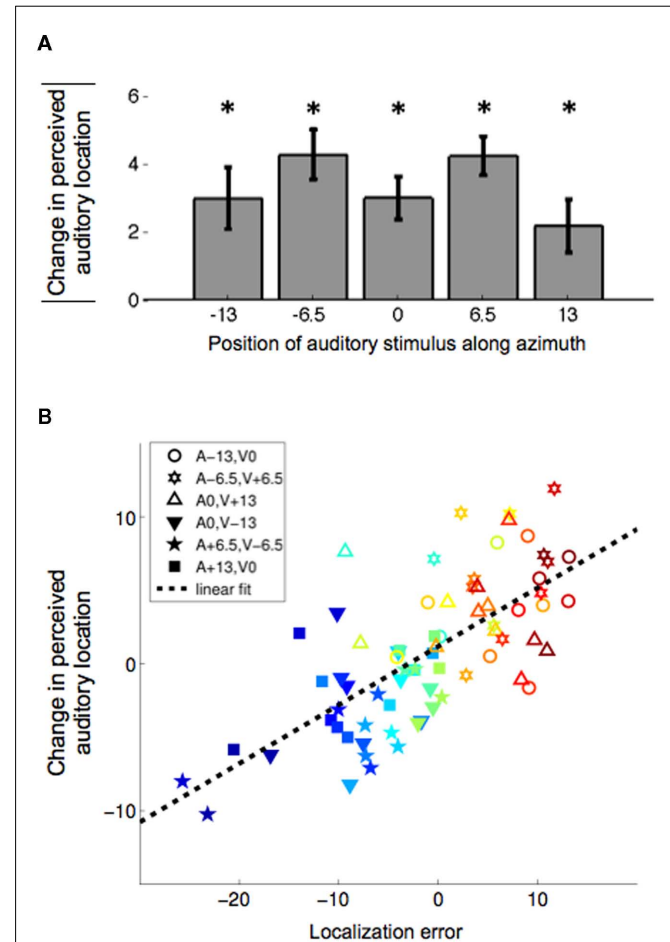 A
Change in perceived
auditory location
6
4
2
0
* * * * *
-13 -6.5 0 6.5 13
Position of auditory stimulus along azimuth
B
Change in perceived
auditory location
10
0
−10
A−13,V0
A−6.5,V+6.5
A0,V+13
A0,V−13
A+6.5,V−6.5
A+13,V0
linear fit
−20 −10 0 10
Localization error